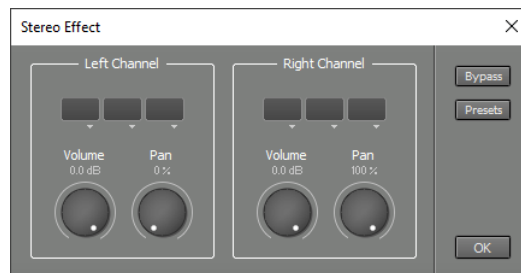 Stereo Effect
Left Channel
Right Channel
Bypass
Presets
Volume
Pan
Volume
Pan
0.0 dB
0 %
0.0 dB
100 %
OK